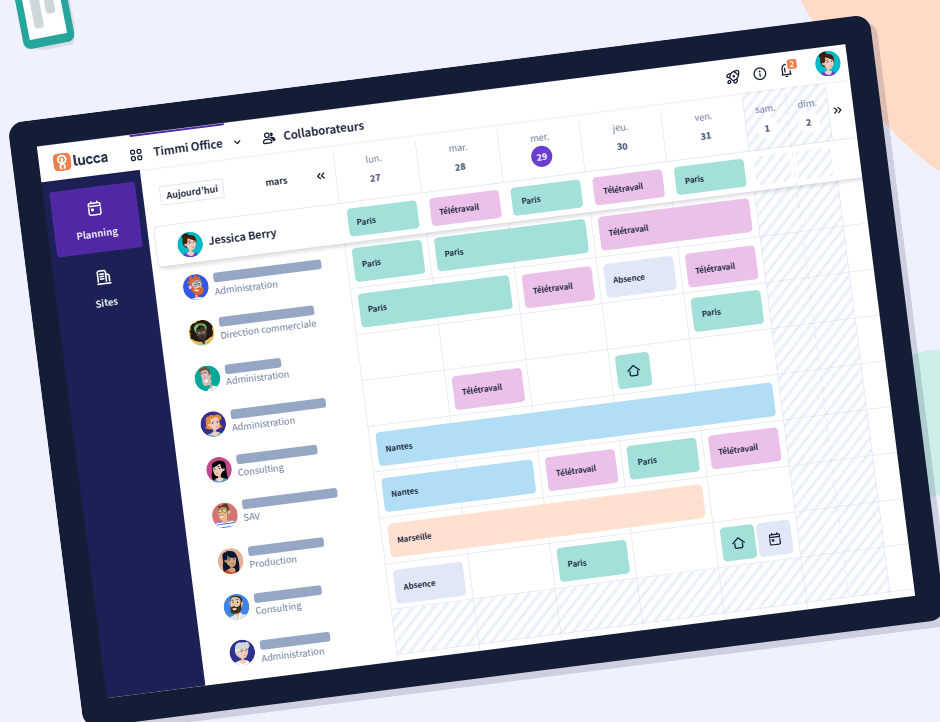 lucca
Timmi Office
Collaborateurs
2
Aujourd'hui
mars
«
lun.
27
mar.
28
mer.
29
jeu.
30
ven.
31
sam.
1
dim.
2
»
Planning
Sites
Jessica Berry
Paris
Télétravail
Paris
Télétravail
Paris
Administration
Paris
Paris
Télétravail
Direction commerciale
Paris
Télétravail
Absence
Télétravail
Administration
Paris
Administration
Télétravail
Consulting
Nantes
SAV
Nantes
Télétravail
Paris
Télétravail
Production
Marseille
Consulting
Absence
Paris
Administration